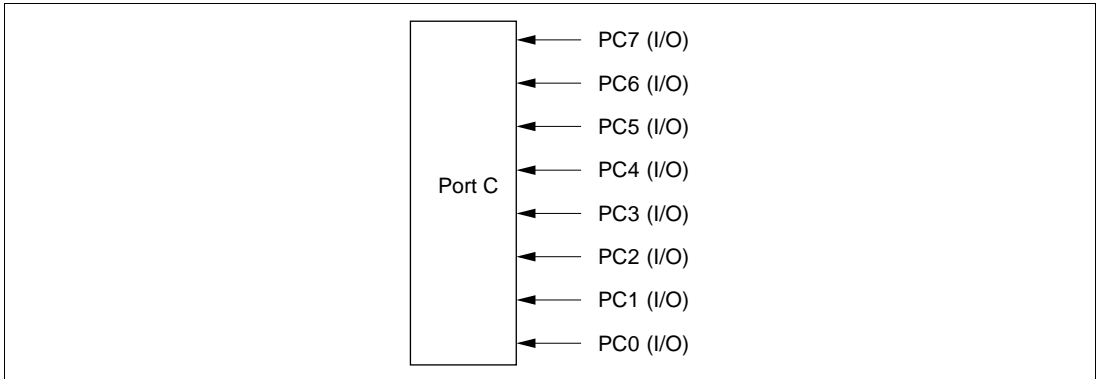 PC7 (I/O)
PC6 (I/O)
PC5 (I/O)
PC4 (I/O)
Port C
PC3 (I/O)
PC2 (I/O)
PC1 (I/O)
PC0 (I/O)